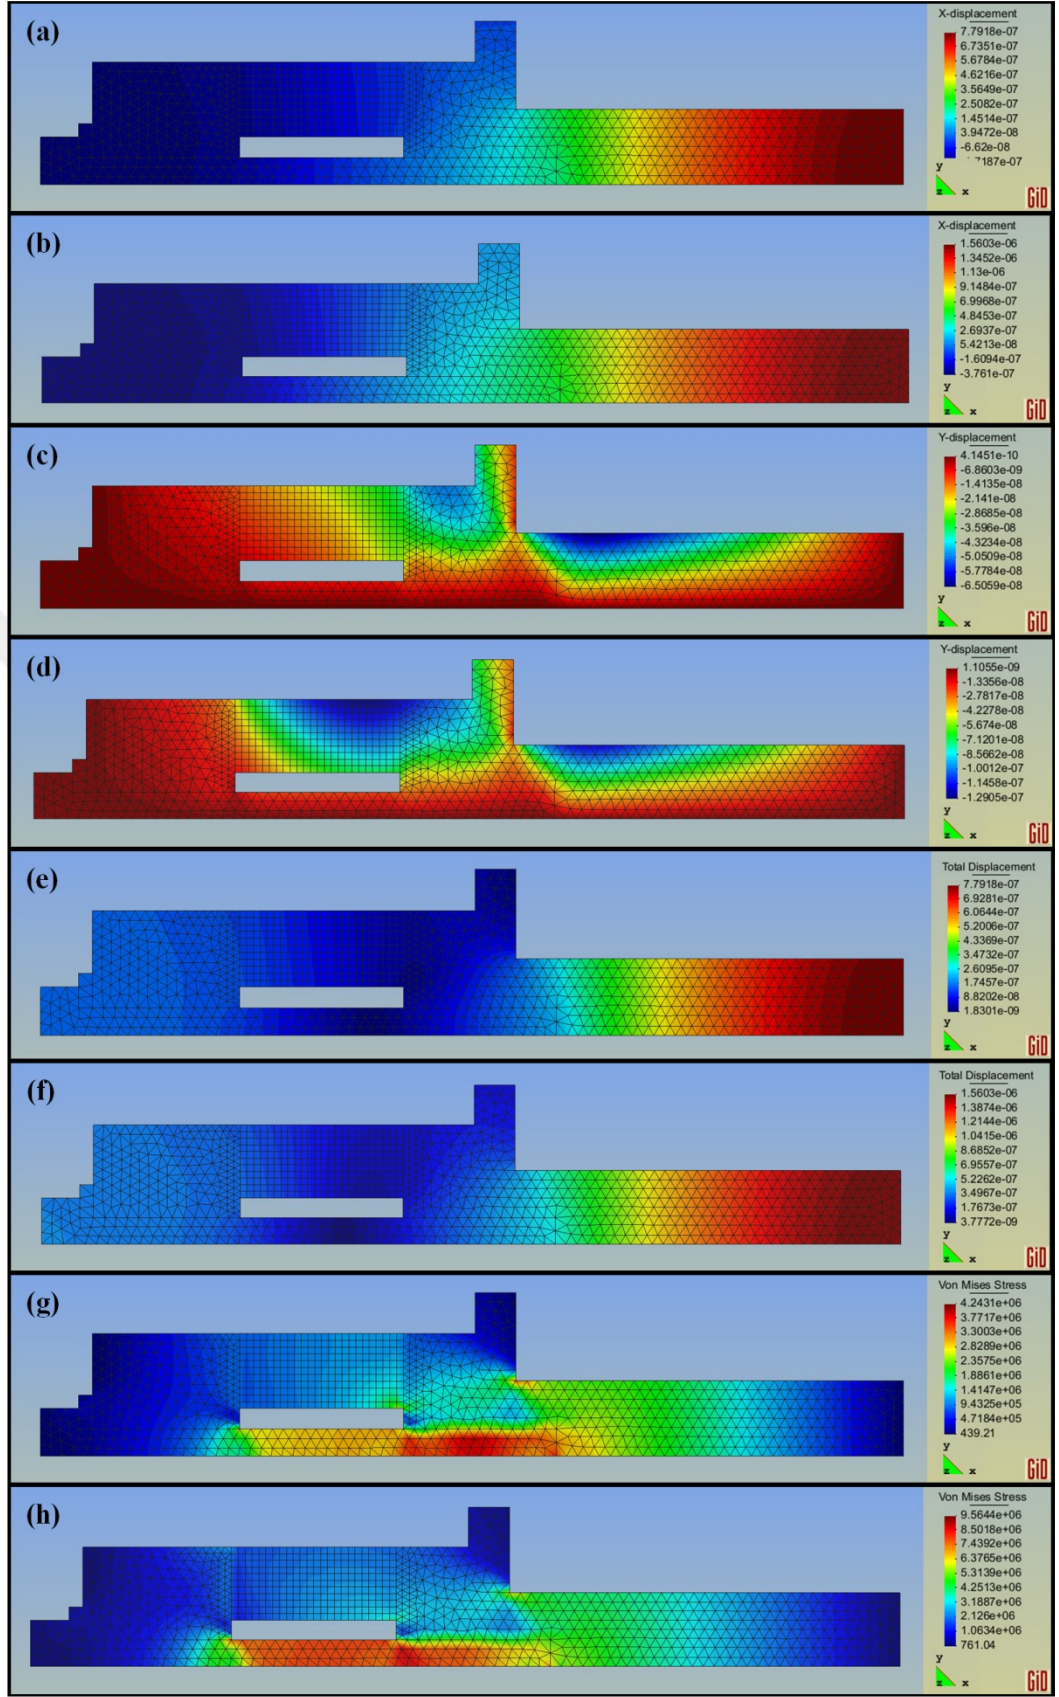 (a)
X-displacement
7.7918e-07
6.7351e-07
5.6784e-07
4.6216e-07
3.5649e-07
2.5082e-07
1.4514e-07
3.9472e-08
-6.62e-08
7187e-07
y
z x
GiD
(b)
X-displacement
1.5603e-06
1.3452e-06
1.13e-06
9.1484e-07
6.9968e-07
4.8453e-07
2.6937e-07
5.4213e-08
-1.6094e-07
-3.761e-07
y
z x
GiD
(c)
Y-displacement
4.1451e-10
-6.8603e-09
-1.4135e-08
-2.141e-08
-2.8685e-08
-3.596e-08
-4.3234e-08
-5.0509e-08
-5.7784e-08
-6.5059e-08
y
z x
GiD
(d)
Y-displacement
1.1055e-09
-1.3356e-08
-2.7817e-08
-4.2278e-08
-5.674e-08
-7.1201e-08
-8.5662e-08
-1.0012e-07
-1.1458e-07
-1.2905e-07
y
z x
GiD
(e)
Total Displacement
7.7918e-07
6.9281e-07
6.0644e-07
5.2006e-07
4.3369e-07
3.4732e-07
2.6095e-07
1.7457e-07
8.8202e-08
1.8301e-09
y
z x
GiD
(f)
Total Displacement
1.5603e-06
1.3874e-06
1.2144e-06
1.0415e-06
8.6852e-07
6.9557e-07
5.2262e-07
3.4967e-07
1.7673e-07
3.7772e-09
y
z x
GiD
(g)
Von Mises Stress
4.2431e+06
3.7717e+06
3.3003e+06
2.8289e+06
2.3575e+06
1.8861e+06
1.4147e+06
9.4325e+05
4.7184e+05
439.21
y
z x
GiD
(h)
Von Mises Stress
9.5644e+06
8.5018e+06
7.4392e+06
6.3765e+06
5.3139e+06
4.2513e+06
3.1887e+06
2.126e+06
1.0634e+06
761.04
y
z x
GiD